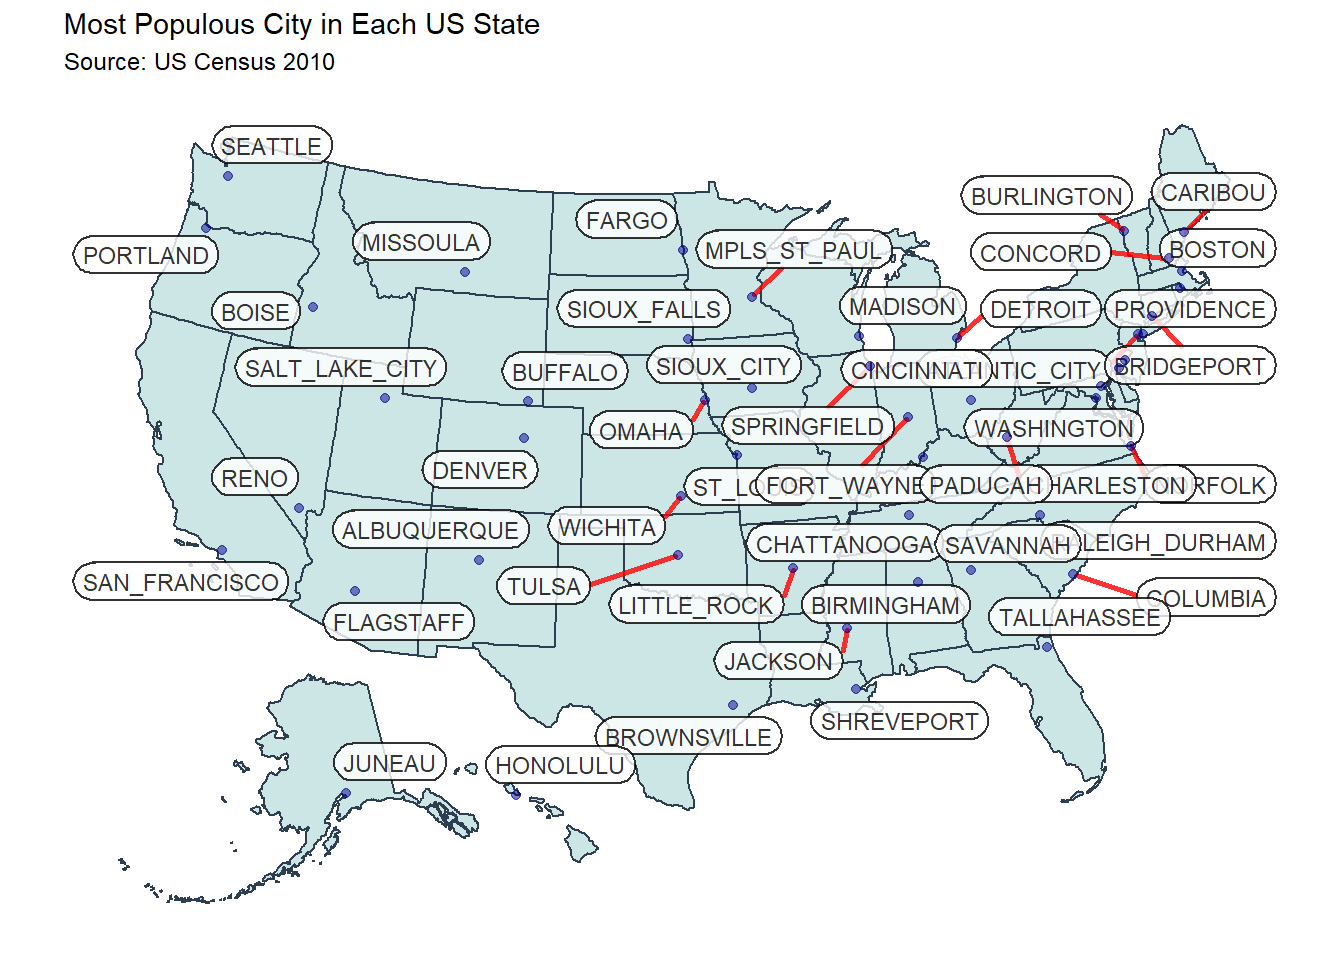 Most Populous City in Each US State
Source: US Census 2010
SEATTLE
BURLINGTON
CARIBOU
FARGO
MISSOULA
MPLS_ST_PAUL
PORTLAND
CONCORD
BOSTON
BOISE
SIOUX_FALLS
MADISON
DETROIT
PROVIDENCE
SALT_LAKE_CITY
BUFFALO
SIOUX_CITY
CINCINNATI
NTIC_CITY
BRIDGEPORT
OMAHA
SPRINGFIELD
WASHINGTON
RENO
DENVER
ST_LOUIS
FORT_WAYNE
PADUCAH
HARLESTON
RFOLK
ALBUQUERQUE
WICHITA
CHATTANOOGA
SAVANNAH
LEIGH_DURHAM
SAN_FRANCISCO
TULSA
LITTLE_ROCK
BIRMINGHAM
COLUMBIA
FLAGSTAFF
TALLAHASSEE
JACKSON
SHREVEPORT
BROWNSVILLE
JUNEAU
HONOLULU